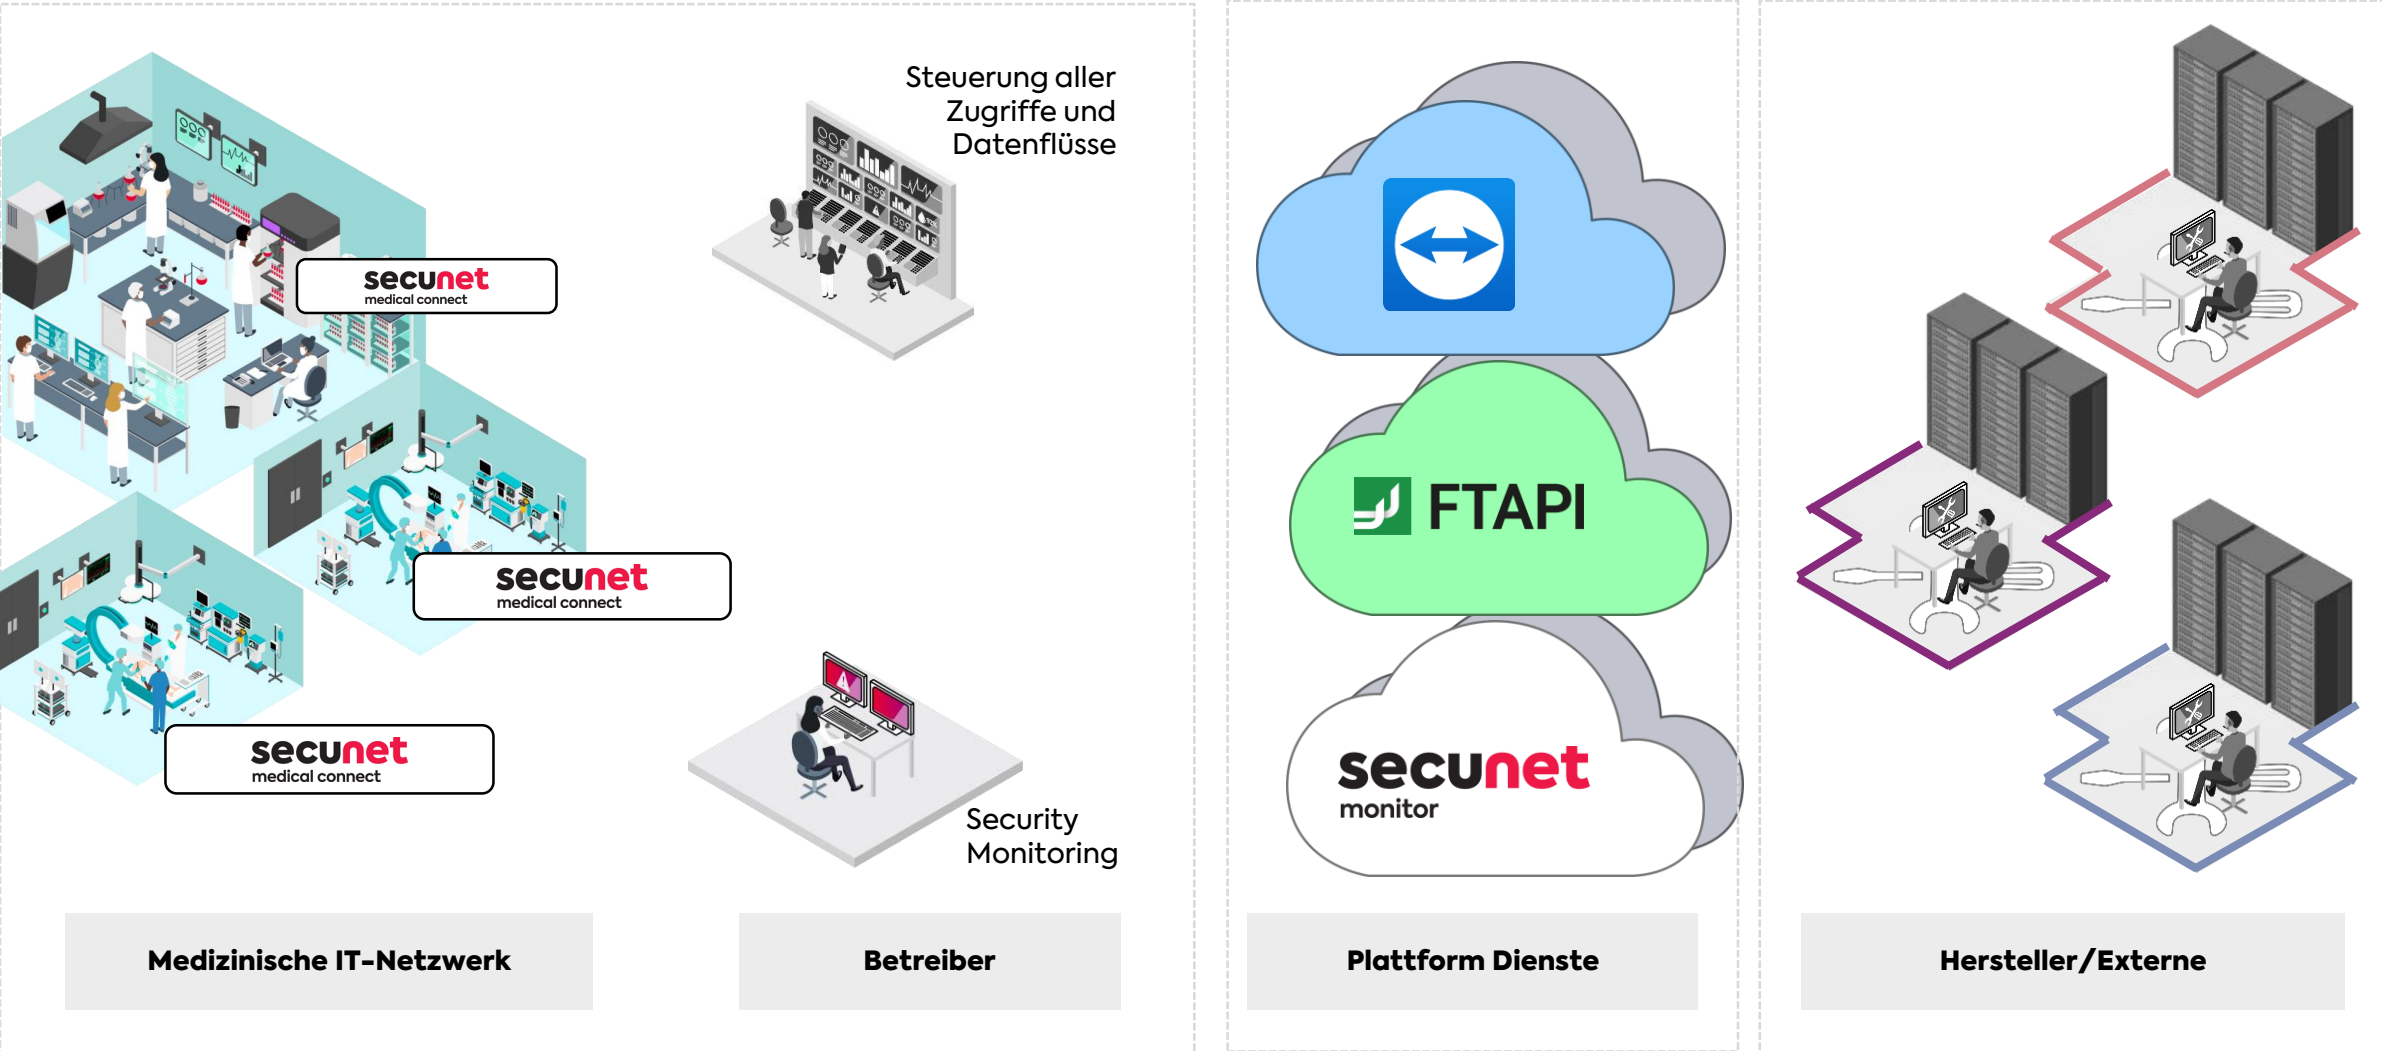 Steuerung aller
Zugriffe und
Datenflüsse
secunet
medical connect
secunet
medical connect
secunet
medical connect
Security
Monitoring
FTAPI
secunet
monitor
Medizinische IT-Netzwerk
Betreiber
Plattform Dienste
Hersteller/Externe